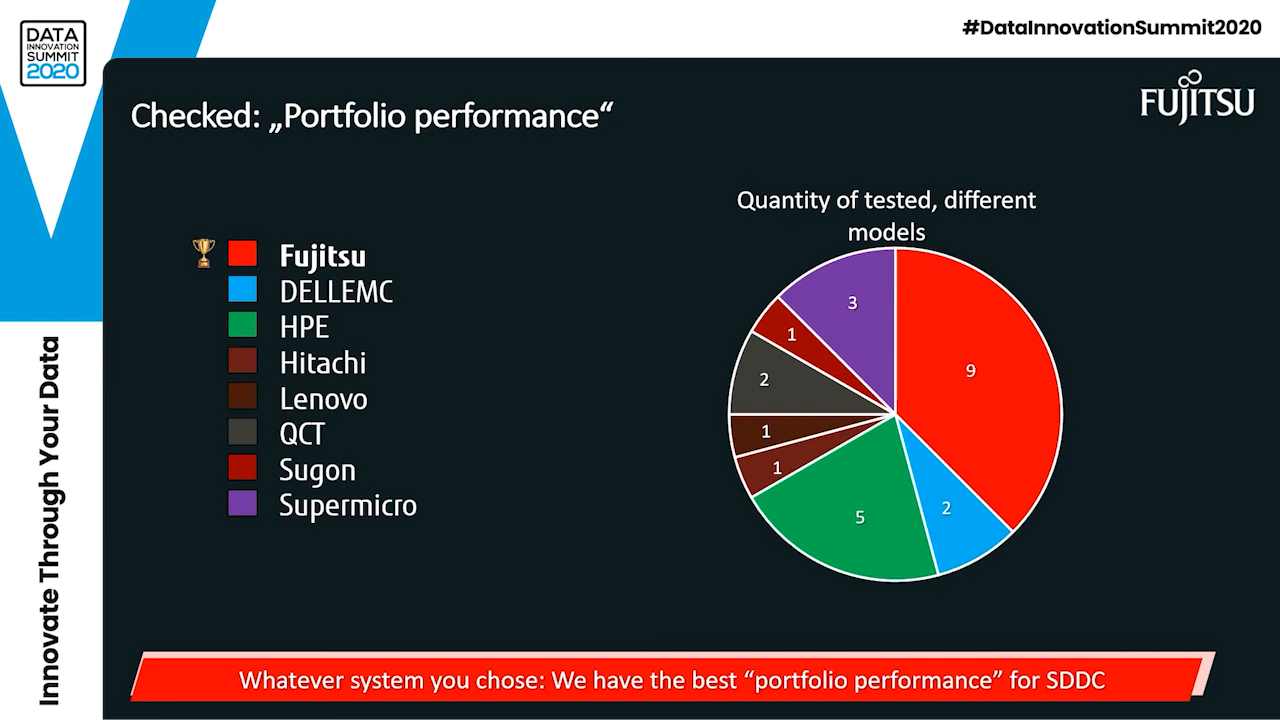 DATA
INNOVATION
SUMMIT
2020
#DataInnovationSummit2020
FUJITSU
Checked: „Portfolio performance“
Fujitsu
DELLEMC
HPE
Hitachi
Lenovo
QCT
Sugon
Supermicro
Quantity of tested, different
models
9
2
5
1
1
2
1
3
Innovate Through Your Data
Whatever system you chose: We have the best “portfolio performance” for SDDC